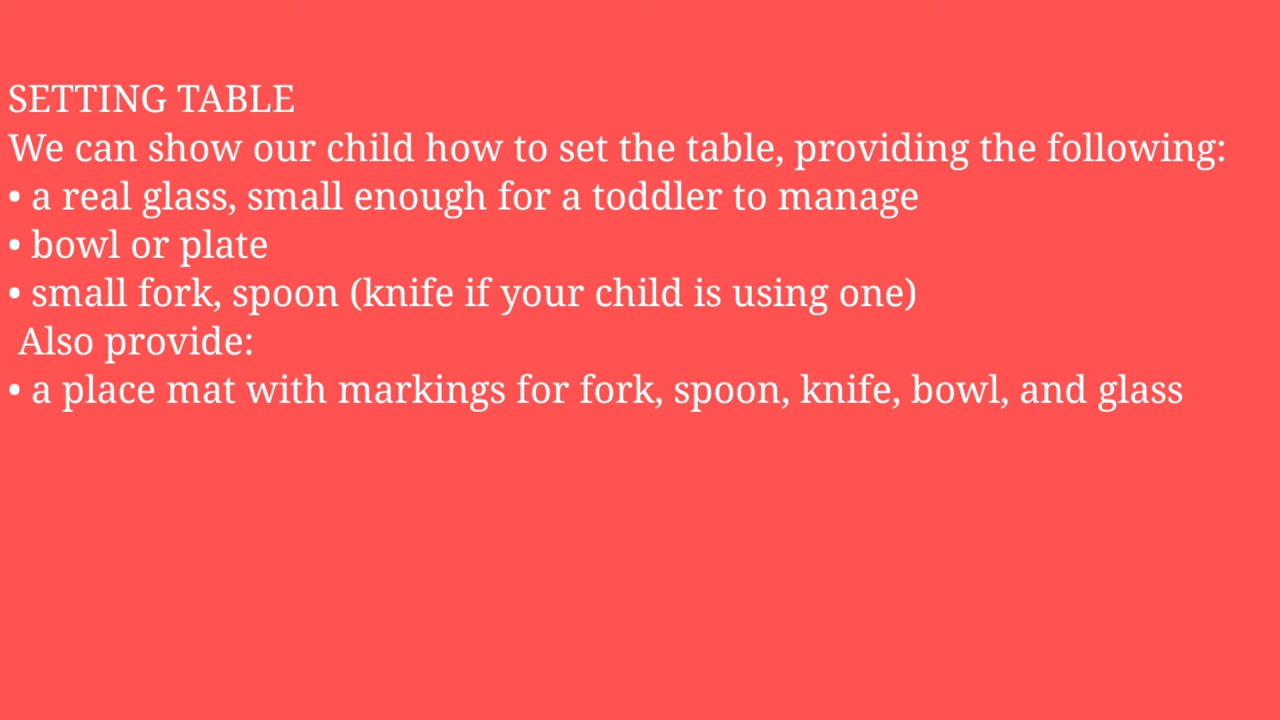 SETTING TABLE
We can show our child how to set the table, providing the following:
• a real glass, small enough for a toddler to manage
• bowl or plate
• small fork, spoon (knife if your child is using one)
Also provide:
• a place mat with markings for fork, spoon, knife, bowl, and glass